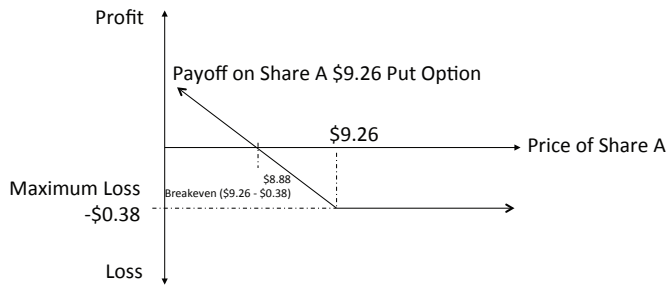 Profit
Payoff on Share A $9.26 Put Option
$9.26
Price of Share A
$8.88
Breakeven ($9.26 - $0.38)
Maximum Loss
-$0.38
Loss